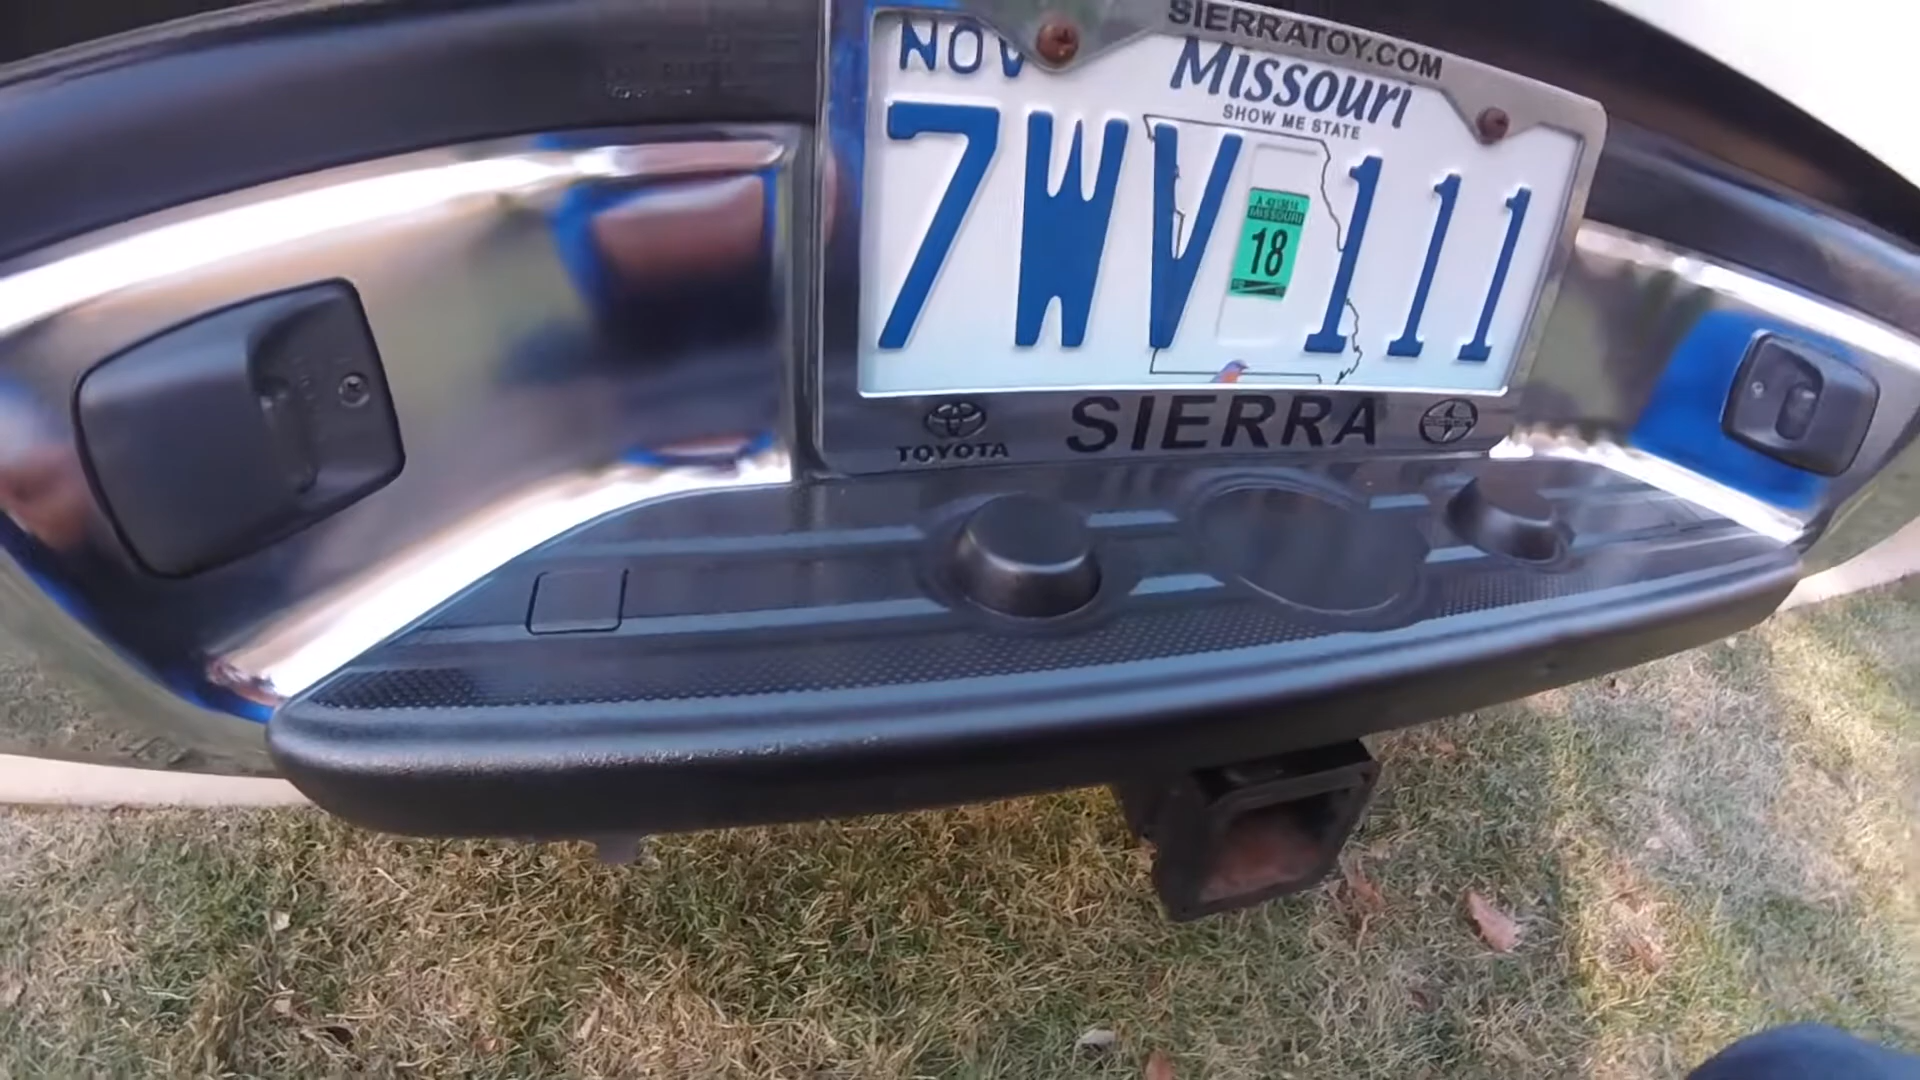 SIERRATOY.COM
NOV
Missouri
SHOW ME STATE
7WV 111
MISSOURI
18
TOYOTA SIERRA